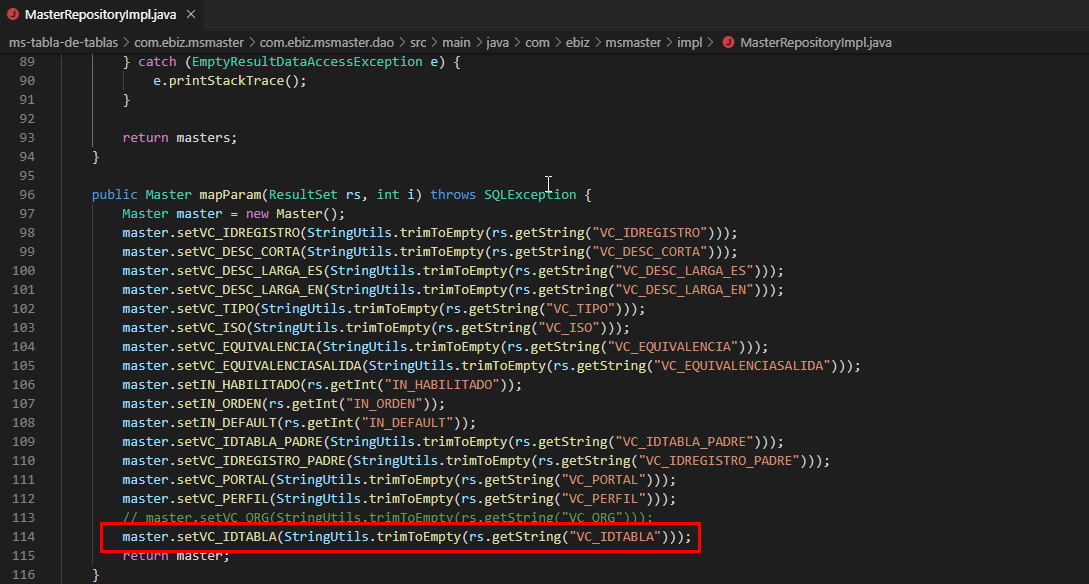 MasterRepositoryImpl.java ×
ms-tabla-de-tablas > com.ebiz.msmaster > com.ebiz.msmaster.dao > src > main > java > com > ebiz > msmaster > impl > MasterRepositoryImpl.java
89 } catch (EmptyResultDataAccessException e) {
90 e.printStackTrace();
91 }
92
93 return masters;
94 }
95
96 public Master mapParam(ResultSet rs, int i) throws SQLException {
97 Master master = new Master();
98 master.setVC_IDREGISTRO(StringUtils.trimToEmpty(rs.getString("VC_IDREGISTRO")));
99 master.setVC_DESC_CORTA(StringUtils.trimToEmpty(rs.getString("VC_DESC_CORTA")));
100 master.setVC_DESC_LARGA_ES(StringUtils.trimToEmpty(rs.getString("VC_DESC_LARGA_ES")));
101 master.setVC_DESC_LARGA_EN(StringUtils.trimToEmpty(rs.getString("VC_DESC_LARGA_EN")));
102 master.setVC_TIPO(StringUtils.trimToEmpty(rs.getString("VC_TIPO")));
103 master.setVC_ISO(StringUtils.trimToEmpty(rs.getString("VC_ISO")));
104 master.setVC_EQUIVALENCIA(StringUtils.trimToEmpty(rs.getString("VC_EQUIVALENCIA")));
105 master.setVC_EQUIVALENCIASALIDA(StringUtils.trimToEmpty(rs.getString("VC_EQUIVALENCIASALIDA")));
106 master.setIN_HABILITADO(rs.getInt("IN_HABILITADO"));
107 master.setIN_ORDEN(rs.getInt("IN_ORDEN"));
108 master.setIN_DEFAULT(rs.getInt("IN_DEFAULT"));
109 master.setVC_IDTABLA_PADRE(StringUtils.trimToEmpty(rs.getString("VC_IDTABLA_PADRE")));
110 master.setVC_IDREGISTRO_PADRE(StringUtils.trimToEmpty(rs.getString("VC_IDREGISTRO_PADRE")));
111 master.setVC_PORTAL(StringUtils.trimToEmpty(rs.getString("VC_PORTAL")));
112 master.setVC_PERFIL(StringUtils.trimToEmpty(rs.getString("VC_PERFIL")));
113 // master.setVC_ORG(StringUtils.trimToEmpty(rs.getString("VC_ORG")));
114 master.setVC_IDTABLA(StringUtils.trimToEmpty(rs.getString("VC_IDTABLA")));
115 return master;
116 }